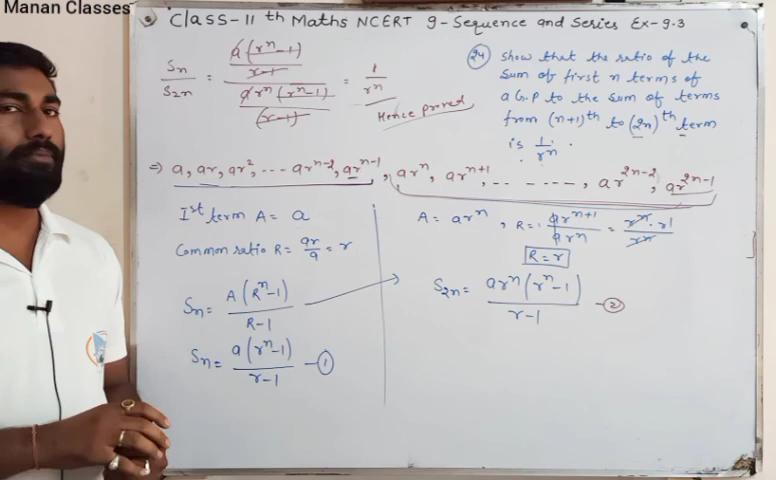 Manan Classes
Class-11th Maths NCERT 9-Sequence and Series Ex-9.3
Sn/S2n = (a(r^n-1)/(r-1))/(ar^n(r^n-1)/(r-1)) = 1/r^n
Hence proved
24 Show that the ratio of the
Sum of first n terms of
a G.P to the sum of terms
from (n+1)th to (2n)th term
is 1/r^n .
⇒ a, ar, ar², ... ar^n-2, ar^n-1, ar^n, ar^n+1, ... - - - - , ar^2n-2, ar^2n-1
Ist term A = a
Common ratio R = ar/a = r
Sn = A(R^n-1)/R-1
Sn = a(r^n-1)/r-1 -①
A = ar^n , R = ar^n+1/ar^n = r^n.r^1/r^n
R = r
S2n = ar^n(r^n-1)/r-1 -②